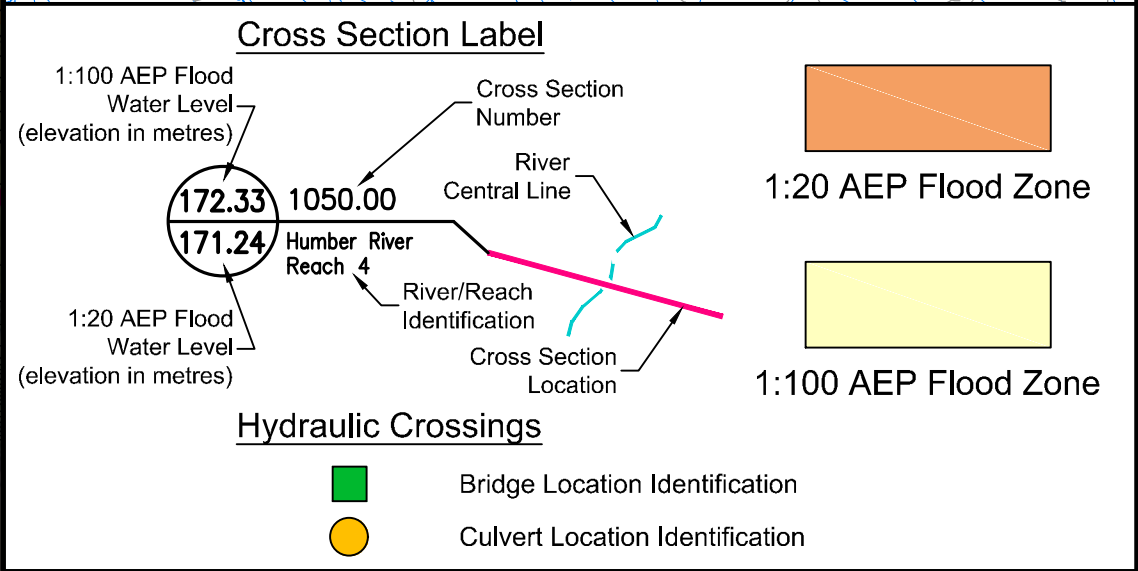 Cross Section Label
1:100 AEP Flood
Water Level
(elevation in metres)
Cross Section
Number
River
Central Line
172.33
1050.00
171.24
Humber River
Reach 4
River/Reach
Identification
1:20 AEP Flood
Water Level
(elevation in metres)
Cross Section
Location
1:20 AEP Flood Zone
1:100 AEP Flood Zone
Hydraulic Crossings
Bridge Location Identification
Culvert Location Identification